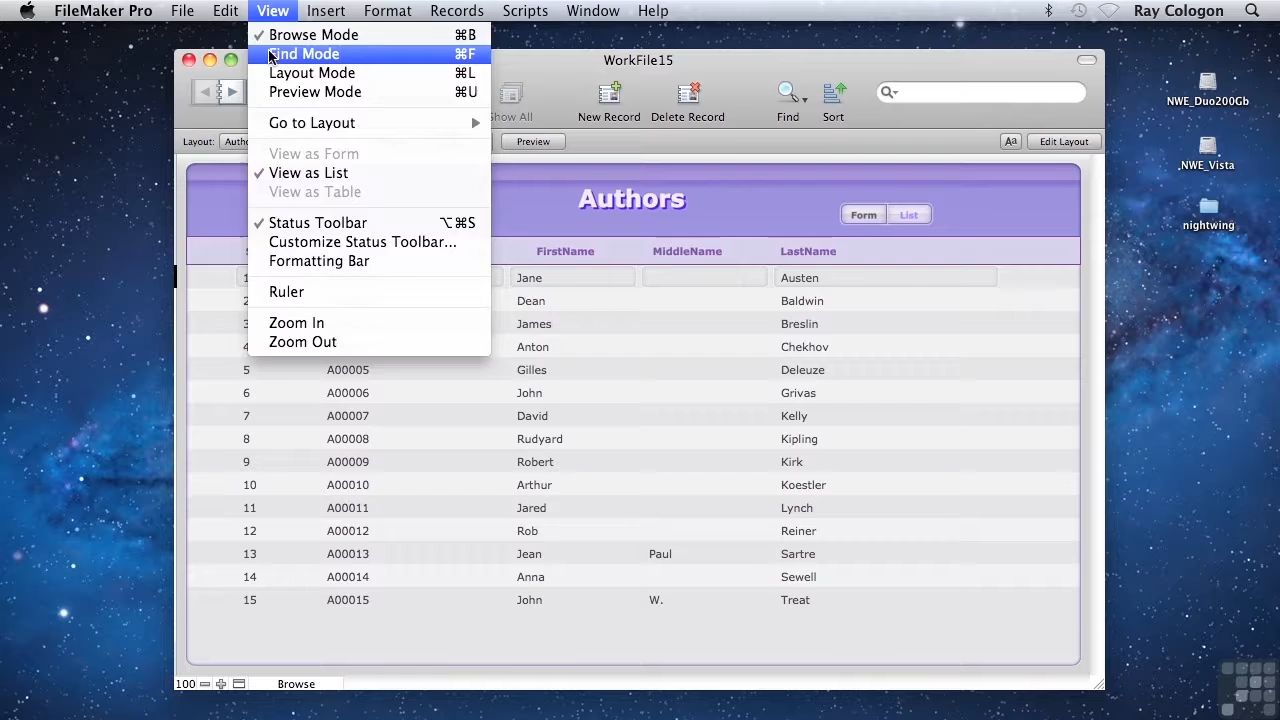 FileMaker Pro File Edit View Insert Format Records Scripts Window Help Ray Cologon
✓ Browse Mode ⌘B
Find Mode ⌘F
Layout Mode ⌘L
Preview Mode ⌘U
Go to Layout
View as Form
✓ View as List
View as Table
✓ Status Toolbar ⌥⌘S
Customize Status Toolbar...
Formatting Bar
Ruler
Zoom In
Zoom Out
WorkFile15
New Record Delete Record Find Sort
Layout: Preview Aa Edit Layout
Authors
Form List
FirstName MiddleName LastName
1 Jane Austen
2 Dean Baldwin
3 James Breslin
4 Anton Chekhov
5 A00005 Gilles Deleuze
6 A00006 John Grivas
7 A00007 David Kelly
8 A00008 Rudyard Kipling
9 A00009 Robert Kirk
10 A00010 Arthur Koestler
11 A00011 Jared Lynch
12 A00012 Rob Reiner
13 A00013 Jean Paul Sartre
14 A00014 Anna Sewell
15 A00015 John W. Treat
100 Browse
NWE_Duo200Gb
NWE_Vista
nightwing